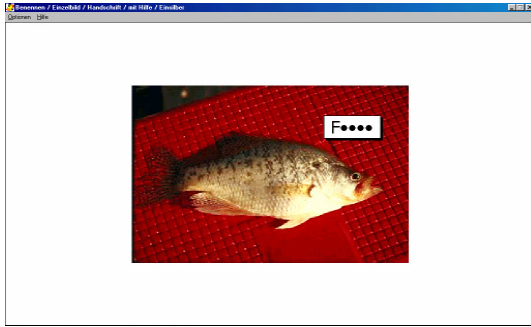 Benennen / Einzelbild / Handschrift / mit Hilfe / Einsilber
Optionen Hilfe
F●●●●